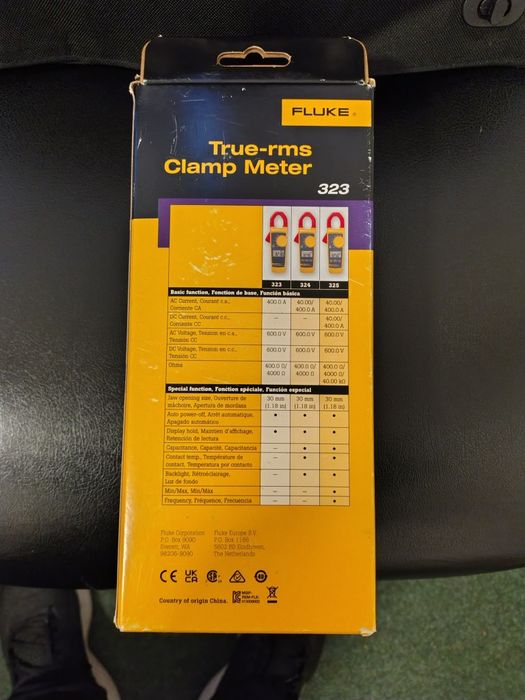 FLUKE®
True-rms
Clamp Meter
323
323 324 325
Basic function, Fonction de base, Función básica
AC Current, Courant c.a., 400.0 A 40.00/ 40.00/
Corriente CA 400.0 A 400.0 A
DC Current, Courant c.c., – – 40.00/
Corriente CC 400.0 A
AC Voltage, Tension en c.a., 600.0 V 600.0 V 600.0 V
Tensión CC
DC Voltage, Tension en c.c., 600.0 V 600.0 V 600.0 V
Tensión CC
Ohms 400.0 Ω/ 400.0 Ω/ 400.0 Ω/
4000 Ω 4000 Ω 4000 Ω/
40.00 kΩ
Special function, Fonction spéciale, Función especial
Jaw opening size, Ouverture de 30 mm 30 mm 30 mm
mâchoire, Apertura de mordaza (1.18 in) (1.18 in) (1.18 in)
Auto power-off, Arrêt automatique, • • •
Apagado automático
Display hold, Maintien d'affichage, • • •
Retención de lectura
Capacitance, Capacité, Capacitancia – • •
Contact temp., Température de – • •
contact, Temperatura por contacto
Backlight, Rétroéclairage, – • •
Luz de fondo
Min/Max, Mín/Máx – – •
Frequency, Fréquence, Frecuencia – – •
Fluke Corporation Fluke Europe B.V.
P.O. Box 9090 P.O. Box 1186
Everett, WA 5602 BD Eindhoven,
98206-9090 The Netherlands
CE UK CA
Country of origin China.